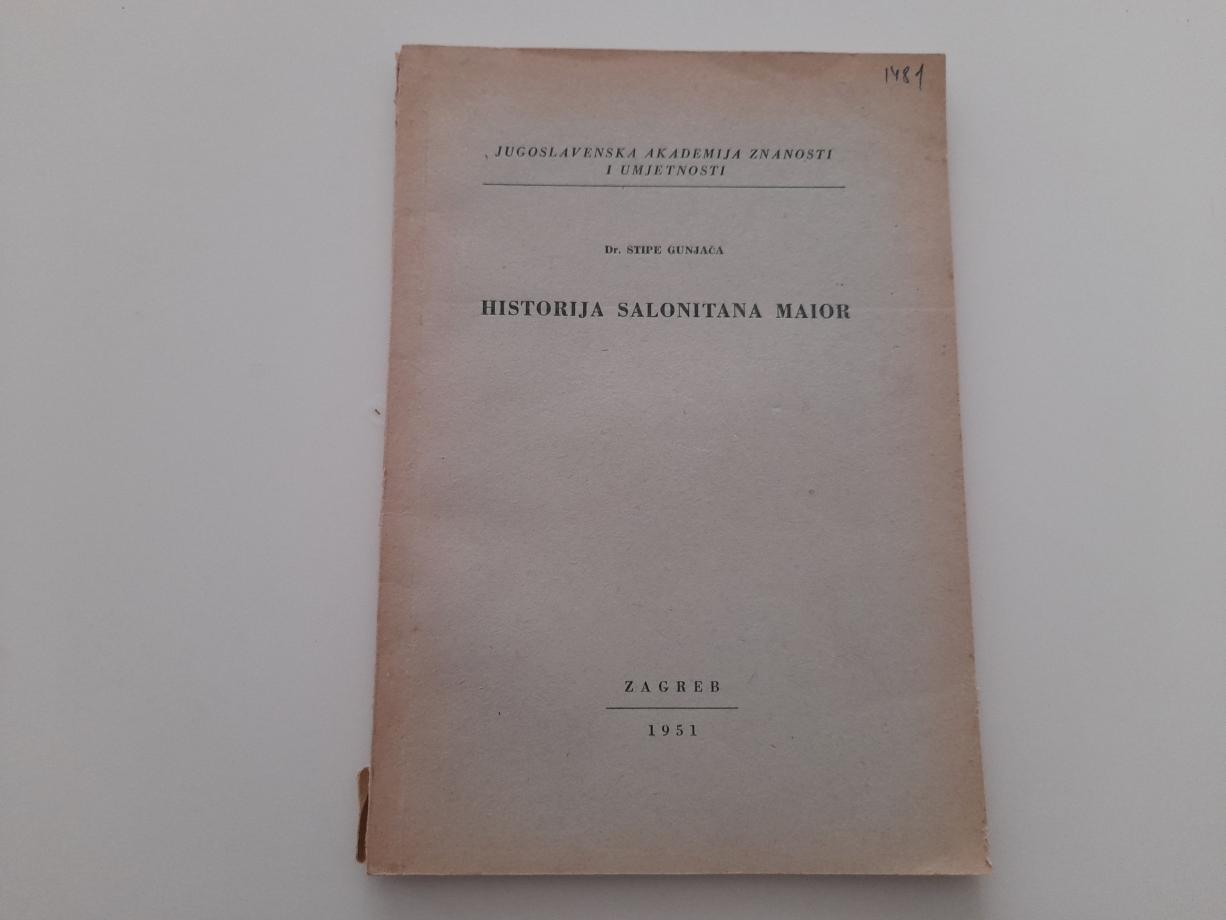 1481
JUGOSLAVENSKA AKADEMIJA ZNANOSTI
I UMJETNOSTI
Dr. STIPE GUNJAČA
HISTORIJA SALONITANA MAIOR
ZAGREB
1951